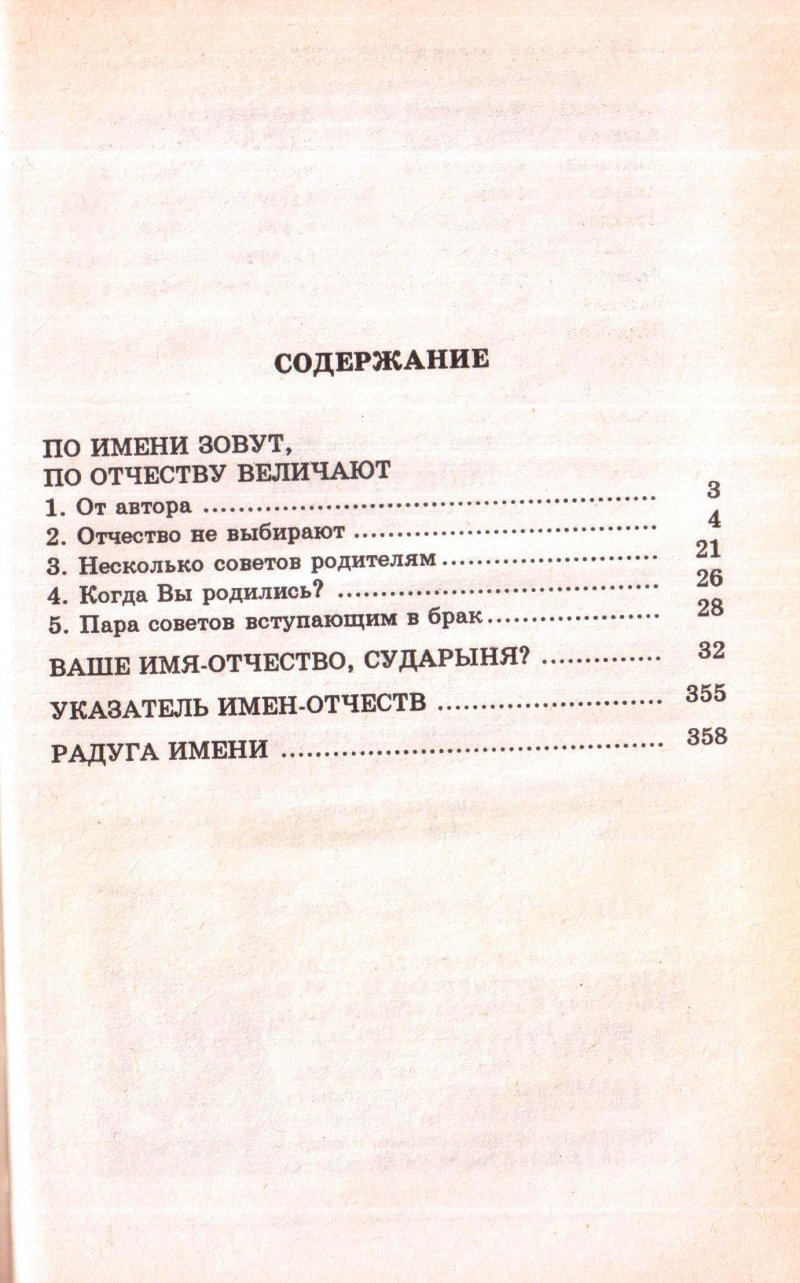 СОДЕРЖАНИЕ
ПО ИМЕНИ ЗОВУТ,
ПО ОТЧЕСТВУ ВЕЛИЧАЮТ
1. От автора ........................................................ 3
2. Отчество не выбирают ..................................... 4
3. Несколько советов родителям .......................... 21
4. Когда Вы родились? ....................................... 26
5. Пара советов вступающим в брак ..................... 28
ВАШЕ ИМЯ-ОТЧЕСТВО, СУДАРЫНЯ? ............... 32
УКАЗАТЕЛЬ ИМЕН-ОТЧЕСТВ ........................... 355
РАДУГА ИМЕНИ ............................................. 358